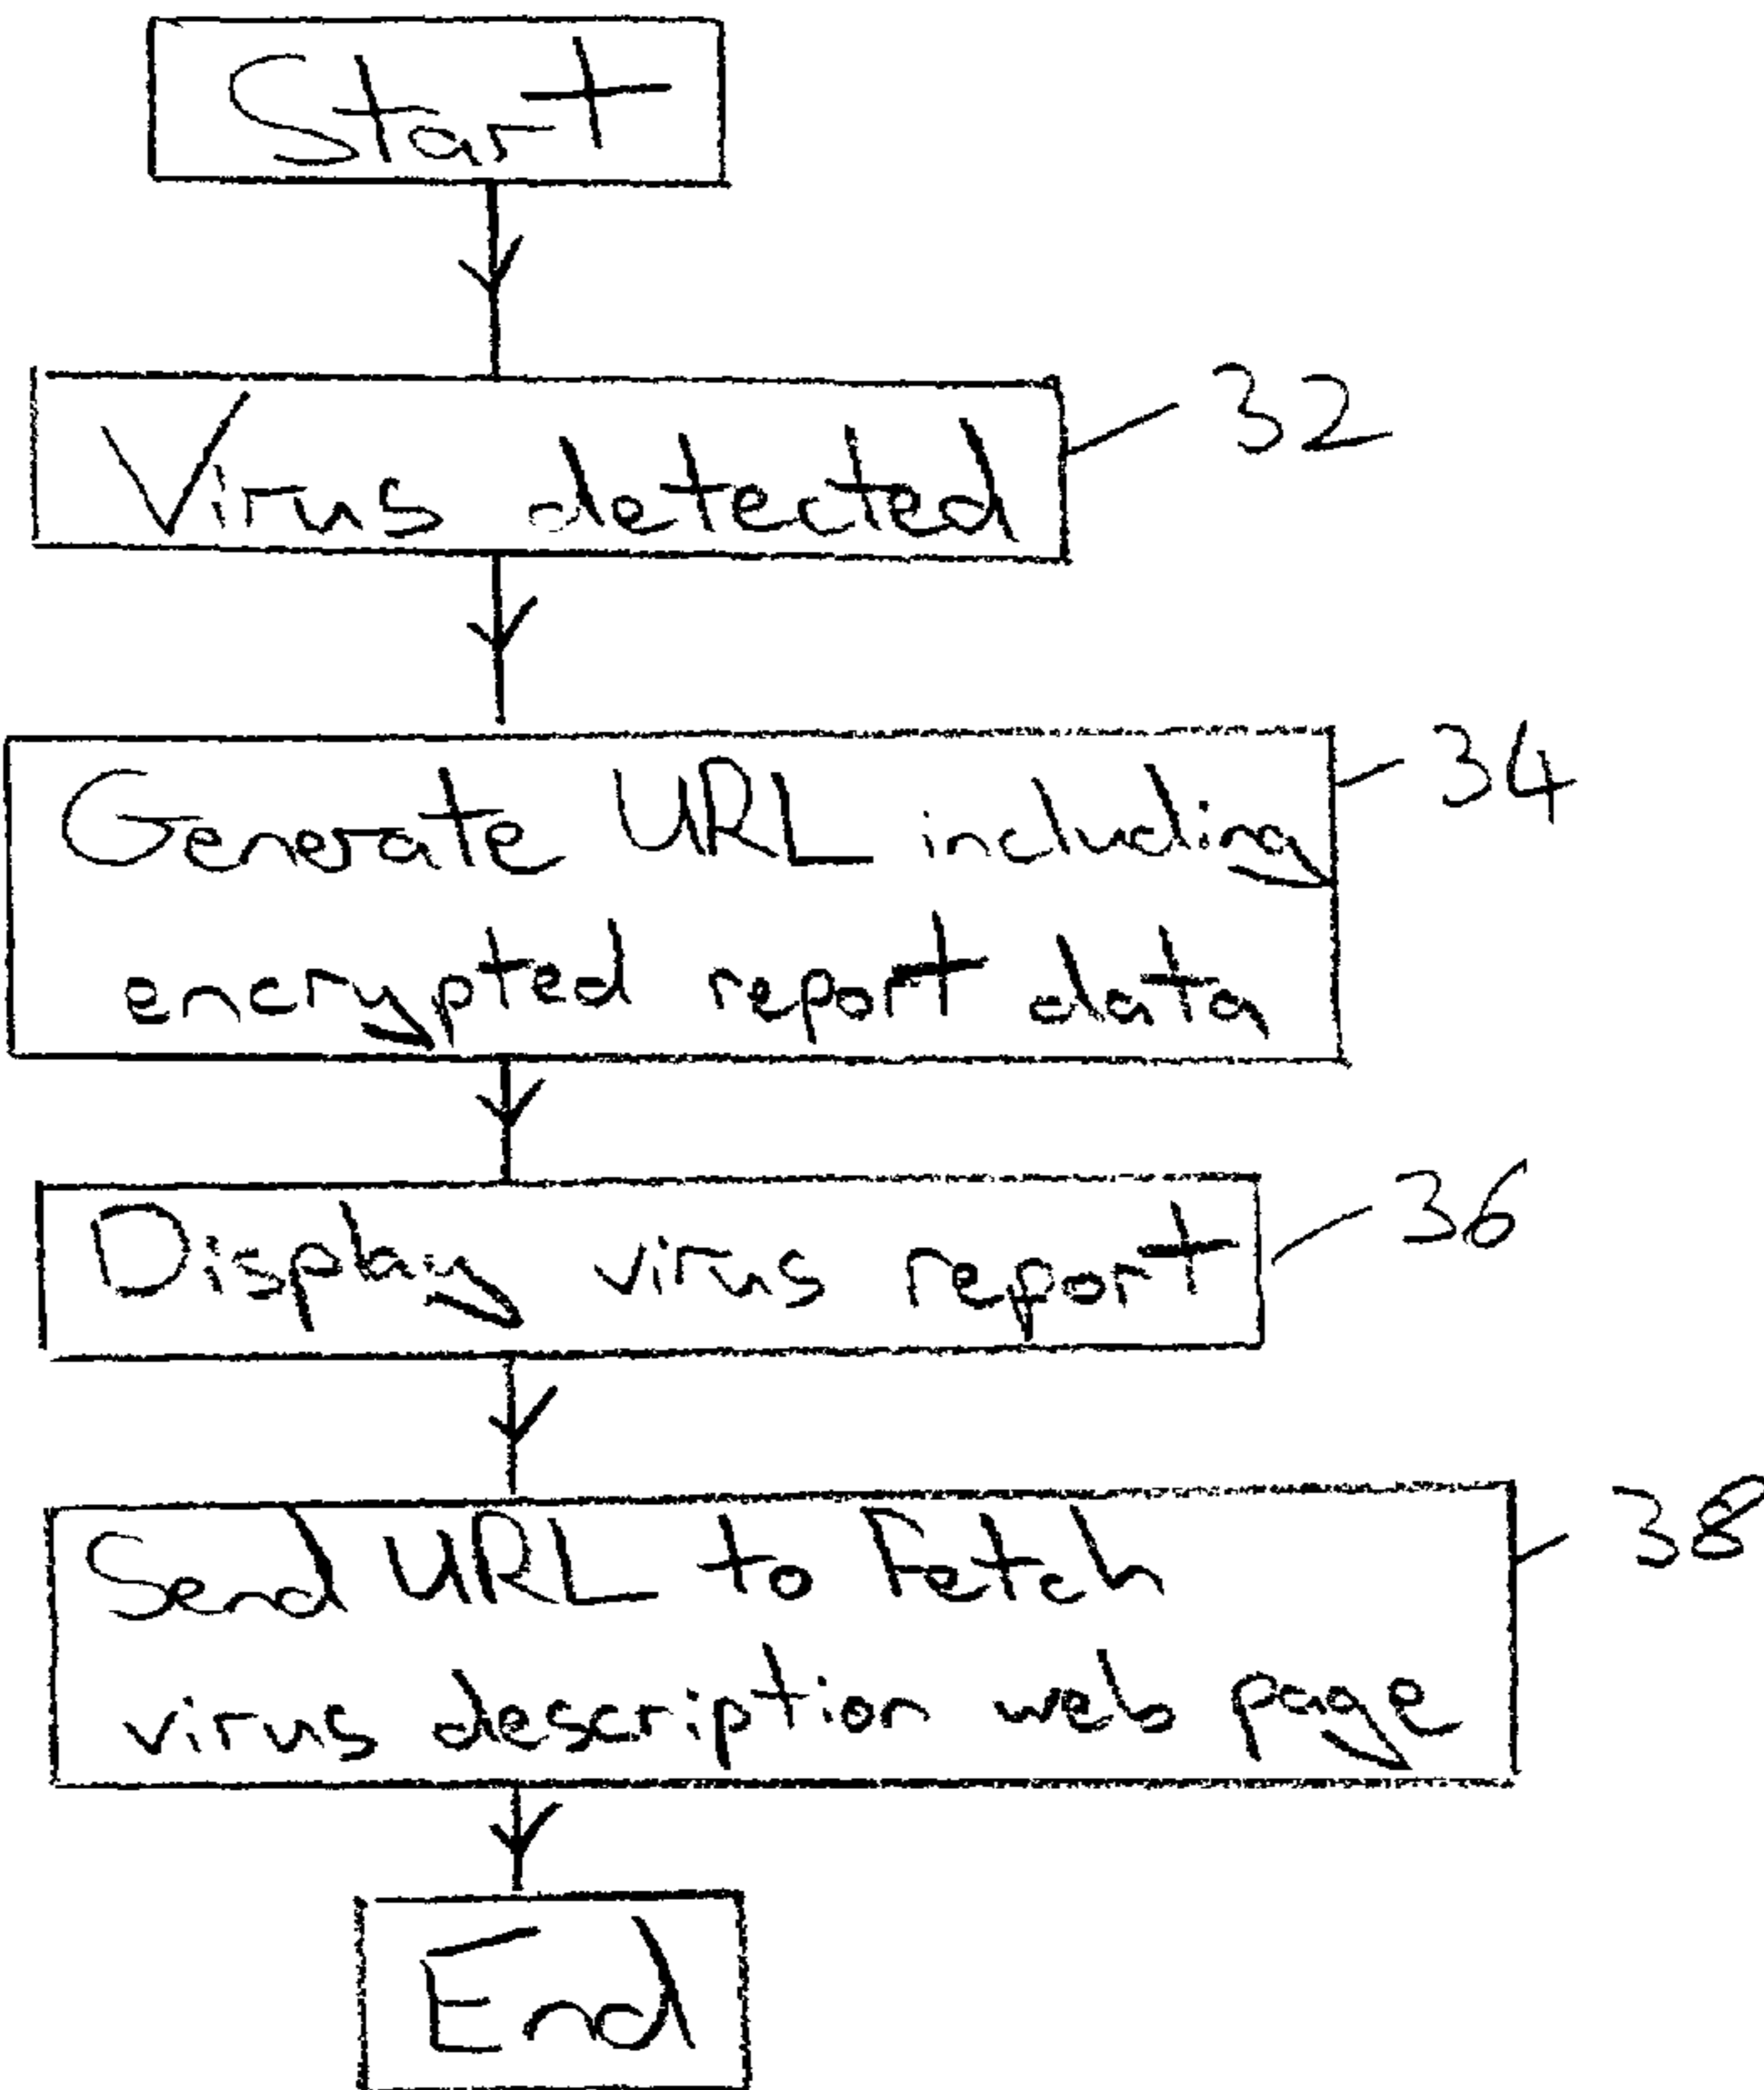 Start
Virus detected
32
Generate URL including
34
encrypted report data
Display virus report
36
Send URL to Fetch
38
virus description web page
End